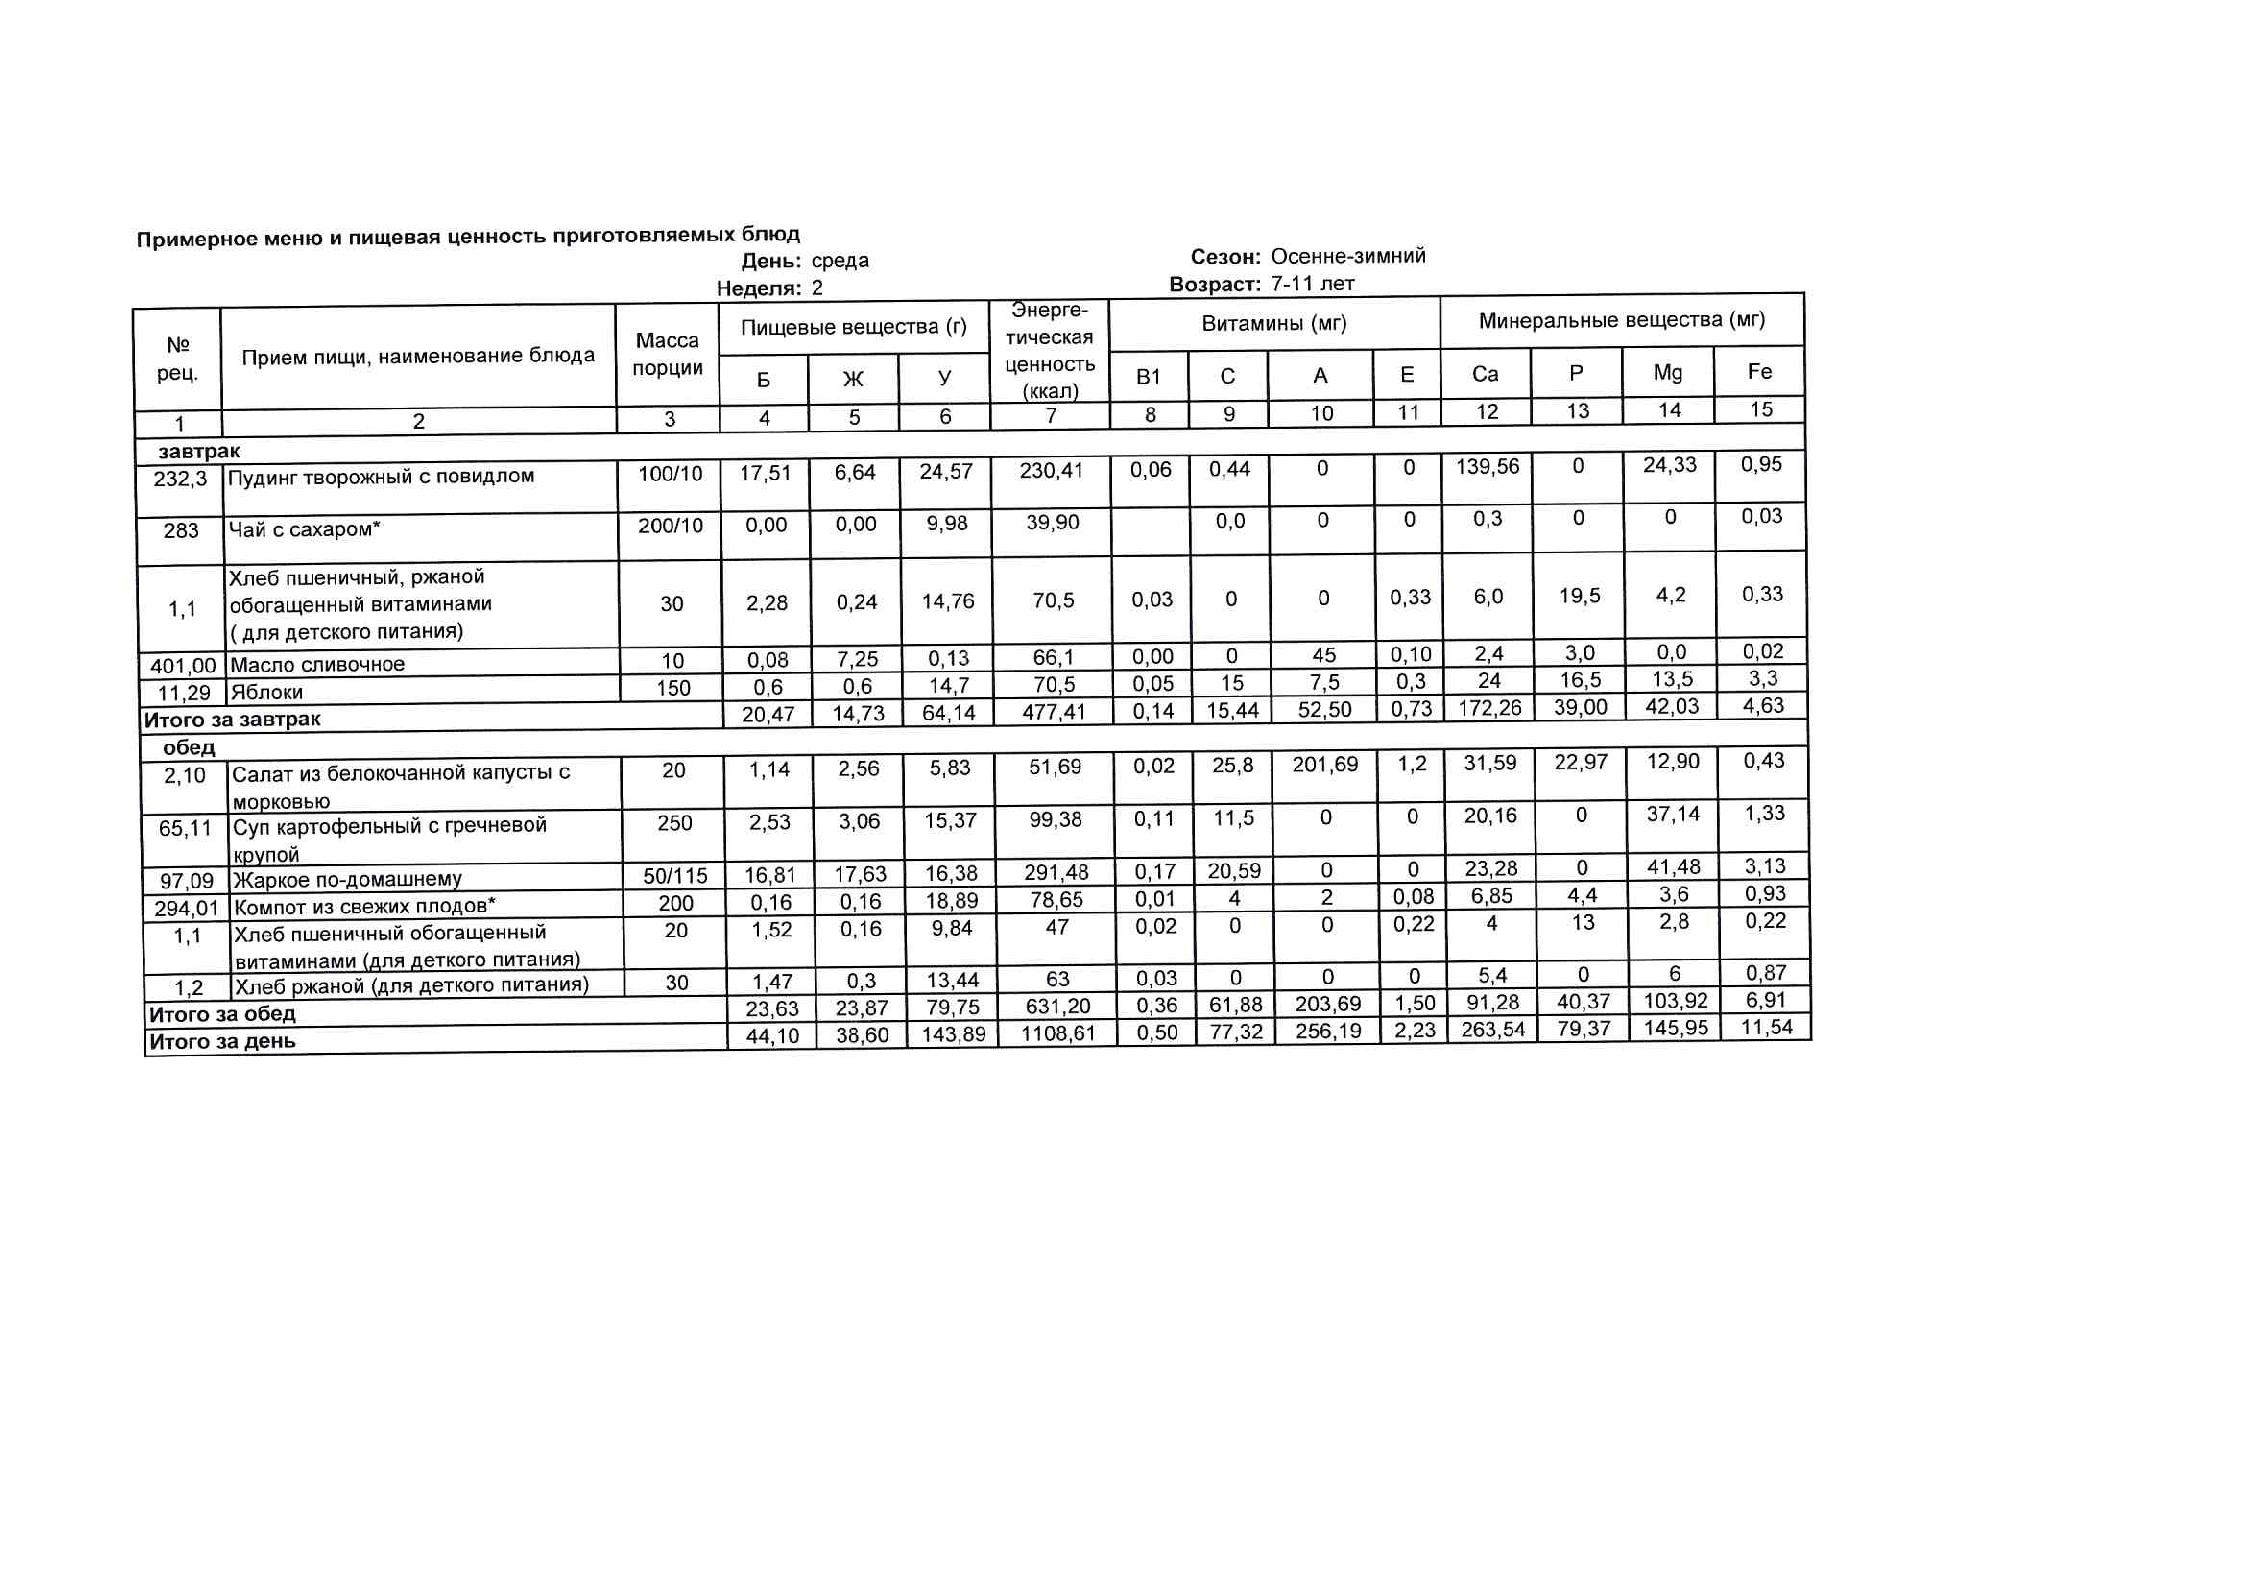 Примерное меню и пищевая ценность приготовляемых блюд
День: среда Сезон: Осенне-зимний
Неделя: 2 Возраст: 7-11 лет
№ рец. Прием пищи, наименование блюда Масса порции Пищевые вещества (г) Энерге-тическая ценность (ккал) Витамины (мг) Минеральные вещества (мг)
Б Ж У В1 С А Е Са Р Mg Fe
1 2 3 4 5 6 7 8 9 10 11 12 13 14 15
завтрак
232,3 Пудинг творожный с повидлом 100/10 17,51 6,64 24,57 230,41 0,06 0,44 0 0 139,56 0 24,33 0,95
283 Чай с сахаром* 200/10 0,00 0,00 9,98 39,90 0,0 0 0 0,3 0 0 0,03
Хлеб пшеничный, ржаной
1,1 обогащенный витаминами 30 2,28 0,24 14,76 70,5 0,03 0 0 0,33 6,0 19,5 4,2 0,33
( для детского питания)
401,00 Масло сливочное 10 0,08 7,25 0,13 66,1 0,00 0 45 0,10 2,4 3,0 0,0 0,02
11,29 Яблоки 150 0,6 0,6 14,7 70,5 0,05 15 7,5 0,3 24 16,5 13,5 3,3
Итого за завтрак 20,47 14,73 64,14 477,41 0,14 15,44 52,50 0,73 172,26 39,00 42,03 4,63
обед
2,10 Салат из белокочанной капусты с 20 1,14 2,56 5,83 51,69 0,02 25,8 201,69 1,2 31,59 22,97 12,90 0,43
морковью
65,11 Суп картофельный с гречневой 250 2,53 3,06 15,37 99,38 0,11 11,5 0 0 20,16 0 37,14 1,33
крупой
97,09 Жаркое по-домашнему 50/115 16,81 17,63 16,38 291,48 0,17 20,59 0 0 23,28 0 41,48 3,13
294,01 Компот из свежих плодов* 200 0,16 0,16 18,89 78,65 0,01 4 2 0,08 6,85 4,4 3,6 0,93
1,1 Хлеб пшеничный обогащенный 20 1,52 0,16 9,84 47 0,02 0 0 0,22 4 13 2,8 0,22
витаминами (для деткого питания)
1,2 Хлеб ржаной (для деткого питания) 30 1,47 0,3 13,44 63 0,03 0 0 0 5,4 0 6 0,87
Итого за обед 23,63 23,87 79,75 631,20 0,36 61,88 203,69 1,50 91,28 40,37 103,92 6,91
Итого за день 44,10 38,60 143,89 1108,61 0,50 77,32 256,19 2,23 263,54 79,37 145,95 11,54